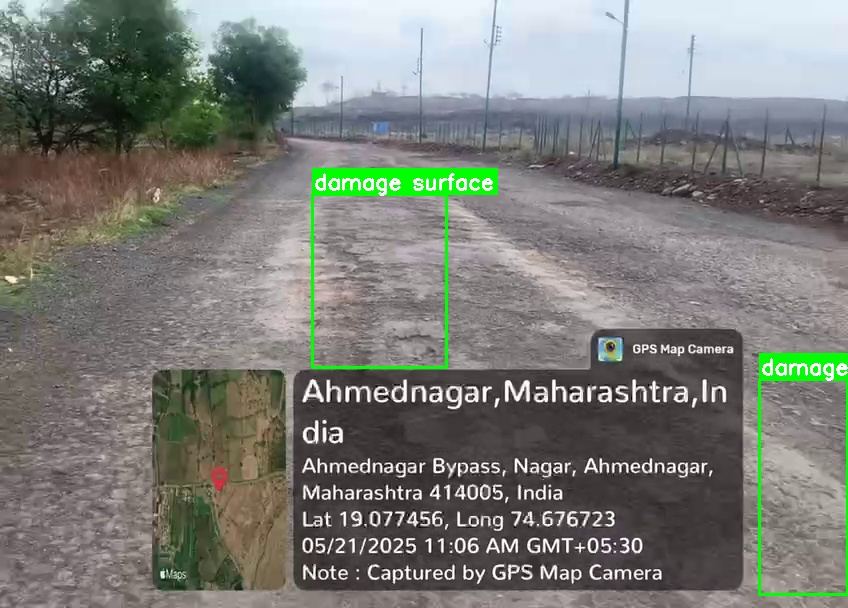 damage surface
GPS Map Camera
damage
Ahmednagar,Maharashtra,In
dia
Ahmednagar Bypass, Nagar, Ahmednagar,
Maharashtra 414005, India
Lat 19.077456, Long 74.676723
05/21/2025 11:06 AM GMT+05:30
Note : Captured by GPS Map Camera
Maps